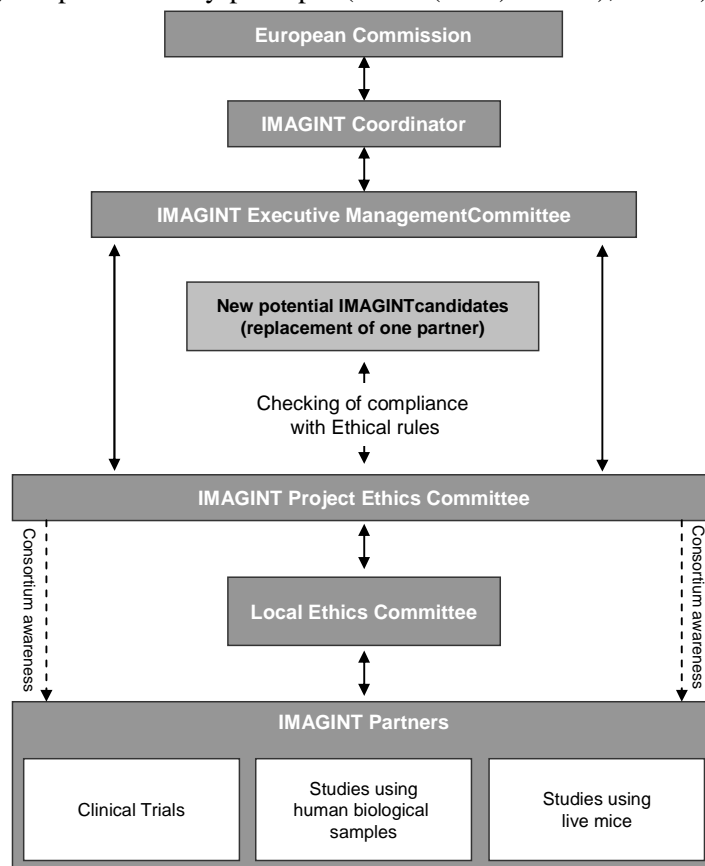 European Commission
IMAGINT Coordinator
IMAGINT Executive ManagementCommittee
New potential IMAGINTcandidates
(replacement of one partner)
Checking of compliance
with Ethical rules
IMAGINT Project Ethics Committee
Consortium awareness
Consortium awareness
Local Ethics Committee
IMAGINT Partners
Clinical Trials
Studies using
human biological
samples
Studies using
live mice